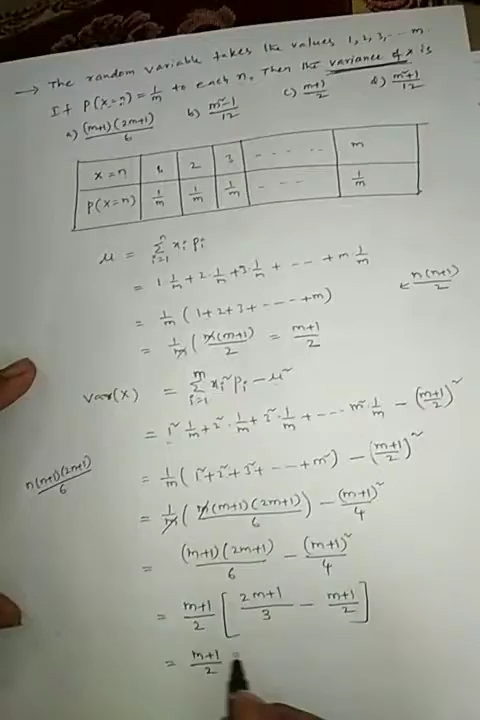 → The random variable takes the values 1, 2, 3, ... m.
If P(x=n) = 1/m to each n. Then the variance of x is
a) (m+1)(2m+1)/6 b) m²-1/12 c) m+1/2 d) m²+1/12
x=n 1 2 3 ........ m
P(x=n) 1/m 1/m 1/m ... 1/m
μ = Σ_{i=1}^{n} xᵢ pᵢ
= 1·1/m + 2·1/m + 3·1/m + ... + m·1/m
= 1/m (1+2+3+ ... +m) n(n+1)/2
= 1/m (m(m+1)/2) = m+1/2
var(x) = Σ_{i=1}^{m} xᵢ² pᵢ - μ²
= 1² 1/m + 2²·1/m + 3²·1/m + ... m²·1/m - (m+1/2)²
n(n+1)(2n+1)/6
= 1/m (1²+2²+3²+ ... +m²) - (m+1/2)²
= 1/m (m(m+1)(2m+1)/6) - (m+1)²/4
= (m+1)(2m+1)/6 - (m+1)²/4
= m+1/2 [2m+1/3 - m+1/2]
= m+1/2